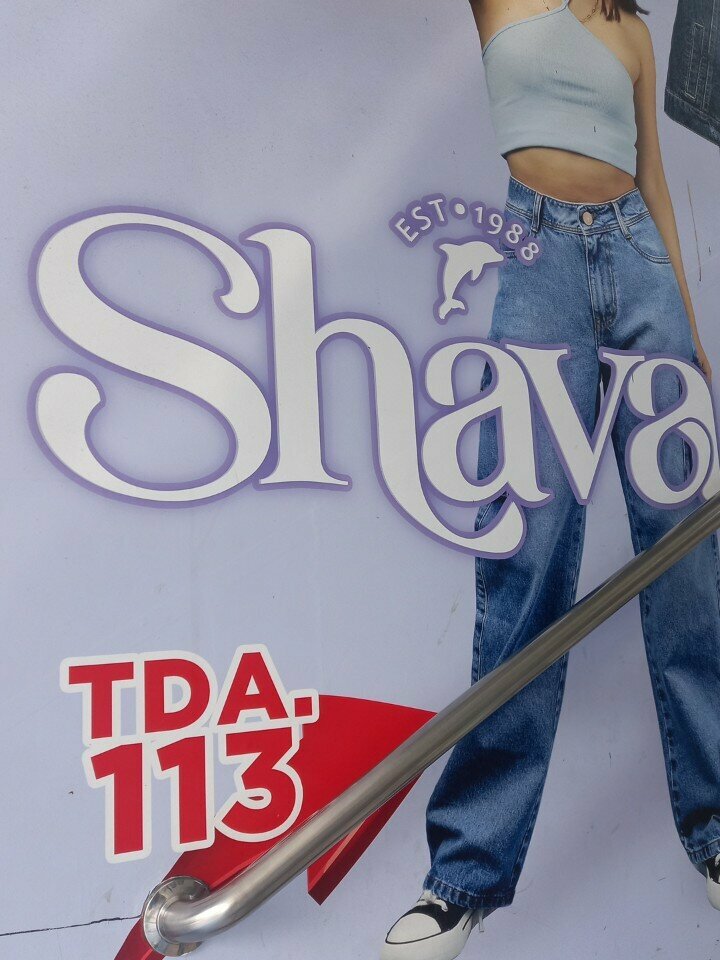 EST•1988
Shava
TDA.
113